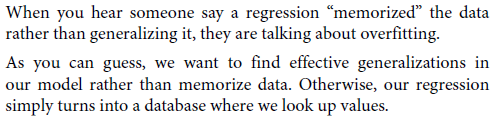 When you hear someone say a regression “memorized” the data
rather than generalizing it, they are talking about overfitting.
As you can guess, we want to find effective generalizations in
our model rather than memorize data. Otherwise, our regression
simply turns into a database where we look up values.